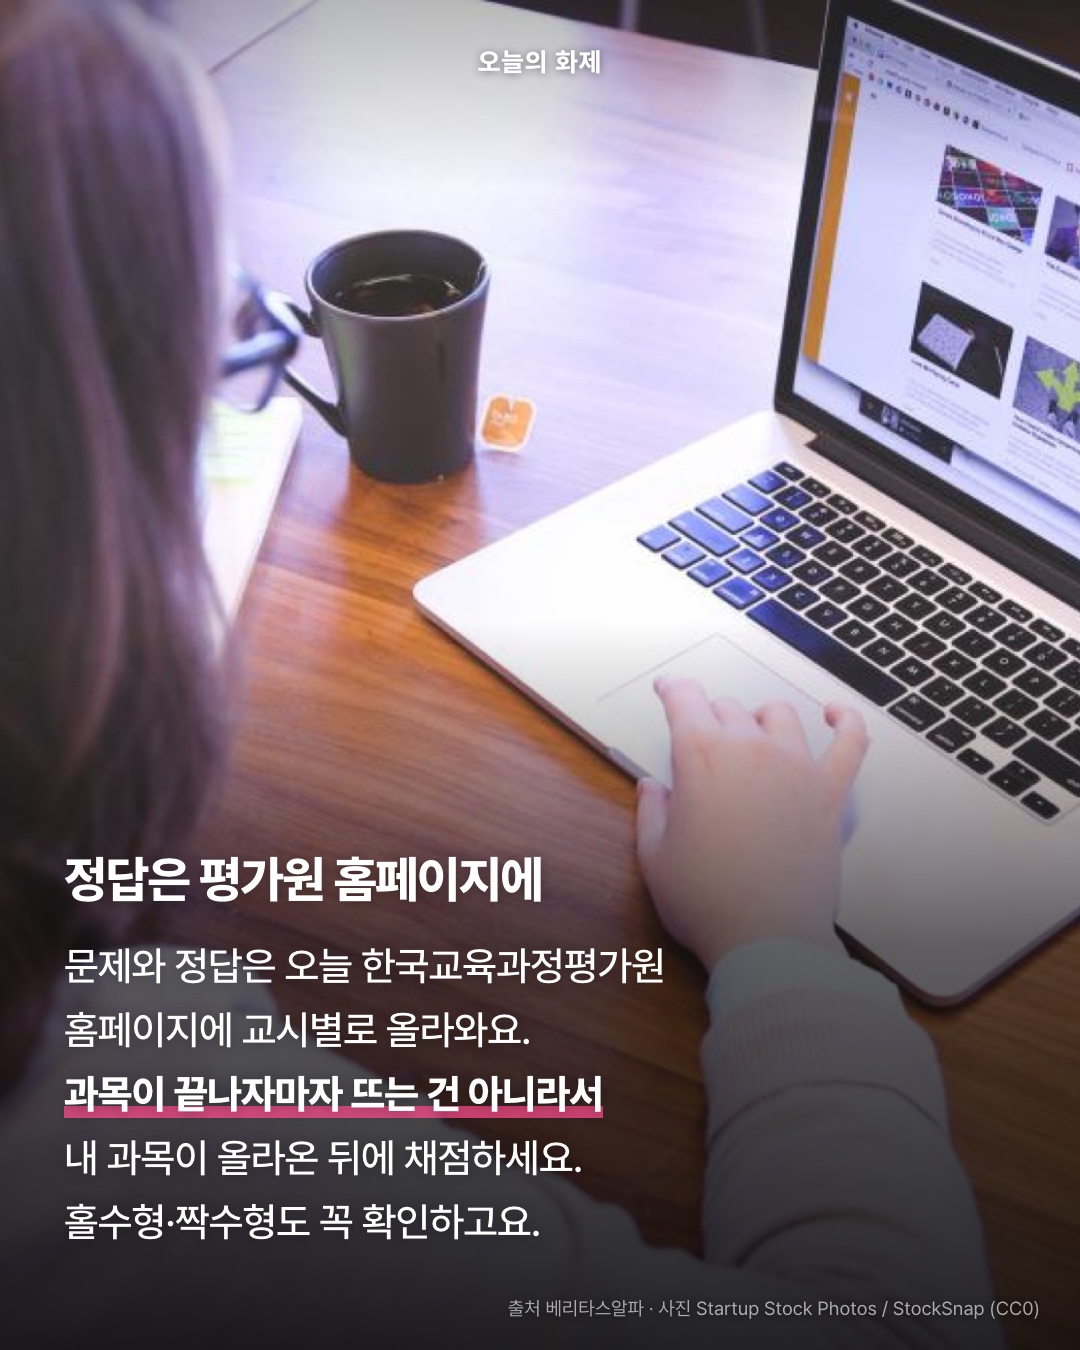 오늘의 화제
정답은 평가원 홈페이지에
문제와 정답은 오늘 한국교육과정평가원
홈페이지에 교시별로 올라와요.
과목이 끝나자마자 뜨는 건 아니라서
내 과목이 올라온 뒤에 채점하세요.
홀수형·짝수형도 꼭 확인하고요.
출처 베리타스알파 · 사진 Startup Stock Photos / StockSnap (CC0)